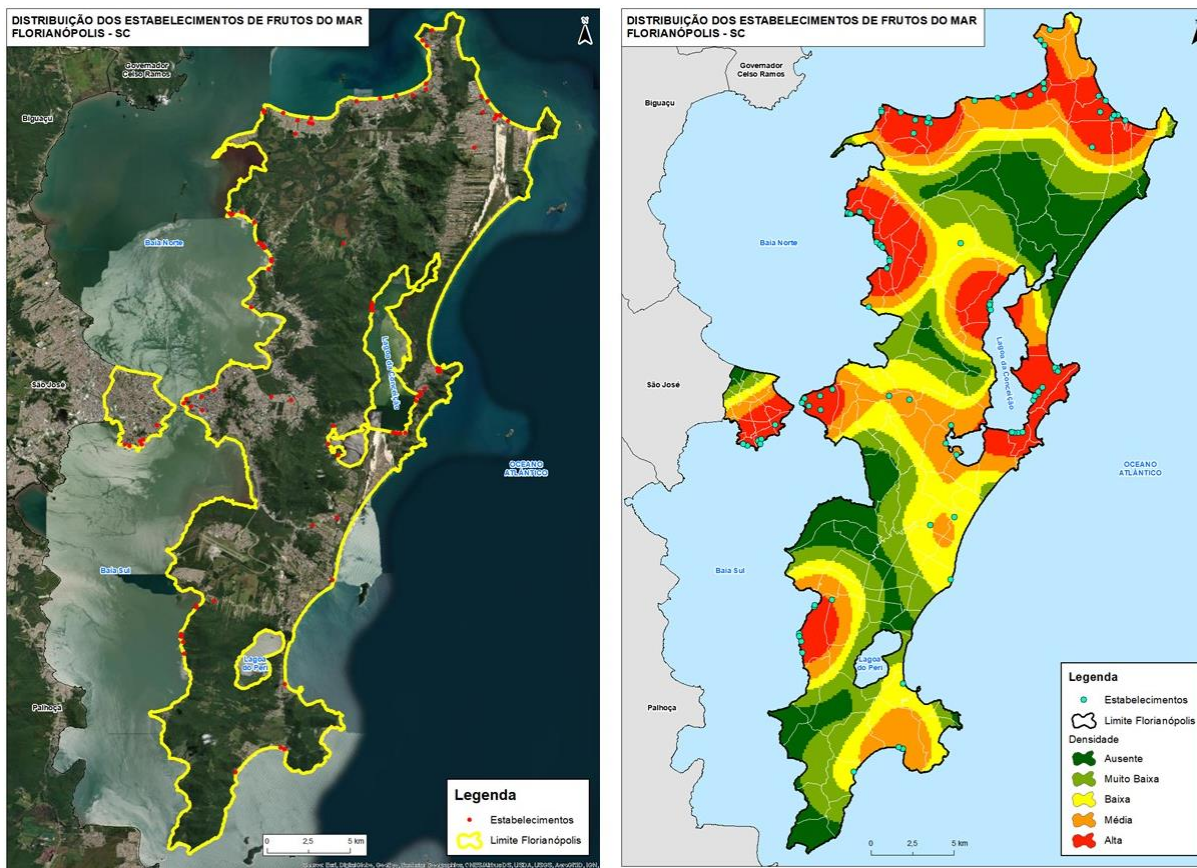 DISTRIBUIÇÃO DOS ESTABELECIMENTOS DE FRUTOS DO MAR
FLORIANÓPOLIS - SC
N
Governador
Celso Ramos
Biguaçu
Baía Norte
São José
Lagoa da Conceição
OCEANO
ATLÂNTICO
Baía Sul
Lagoa
do Peri
Palhoça
Legenda
Estabelecimentos
Limite Florianópolis
0 2,5 5 km
DISTRIBUIÇÃO DOS ESTABELECIMENTOS DE FRUTOS DO MAR
FLORIANÓPOLIS - SC
Governador
Celso Ramos
Biguaçu
Baía Norte
São José
Lagoa da Conceição
OCEANO
ATLÂNTICO
Baía Sul
Lagoa
do Peri
Palhoça
Legenda
Estabelecimentos
Limite Florianópolis
Densidade
Ausente
Muito Baixa
Baixa
Média
Alta
0 2,5 5 km